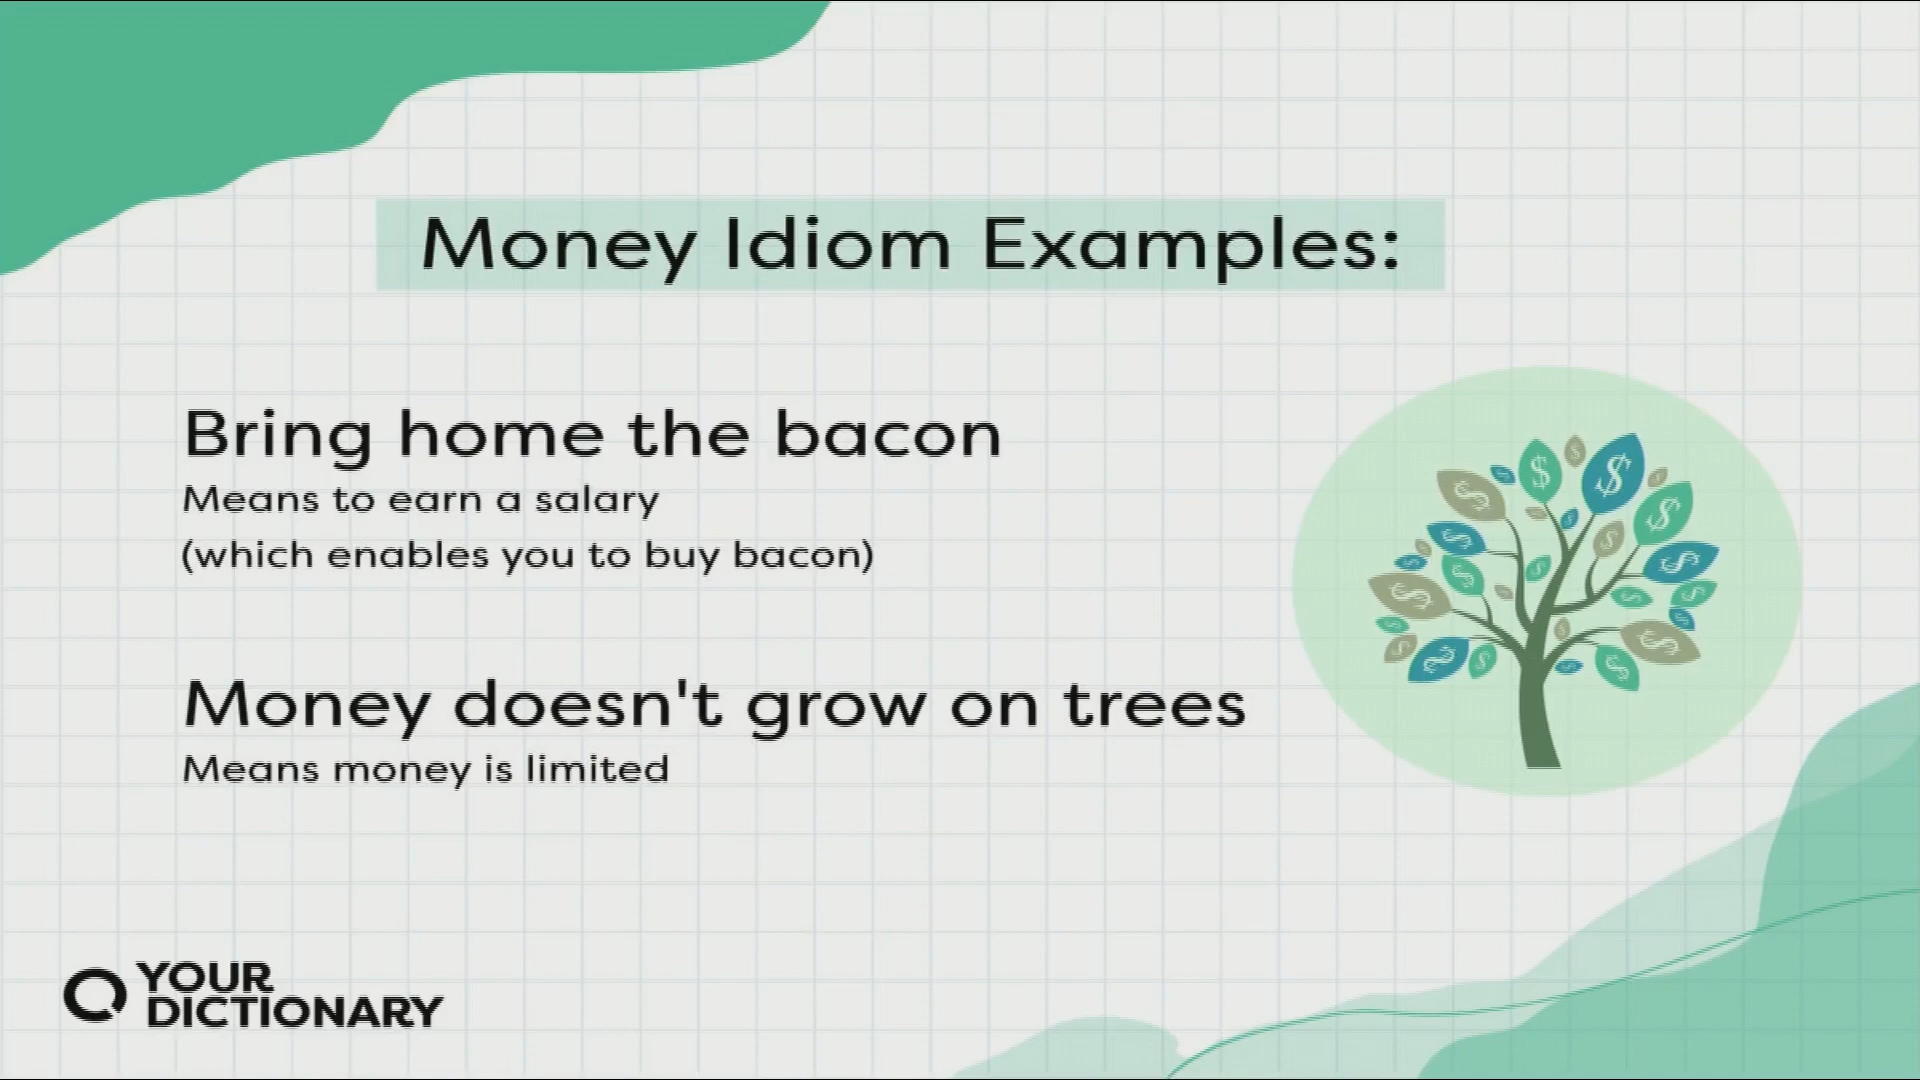 Money Idiom Examples:
Bring home the bacon
Means to earn a salary
(which enables you to buy bacon)
Money doesn't grow on trees
Means money is limited
YOUR
DICTIONARY